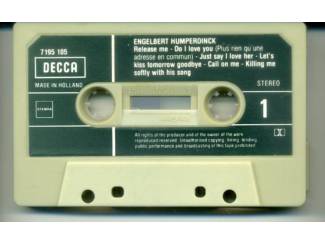 7195 105
DECCA
MADE IN HOLLAND
STEMRA
ENGELBERT HUMPERDINCK
Release me - Do I love you (Plus rien qu'une
adresse en commun) - Just say I love her - Let's
kiss tomorrow goodbye - Call on me - Killing me
softly with his song
STEREO
1
All rights of the producer and of the owner of the work
reproduced reserved. Unauthorised copying, hiring, lending,
public performance and broadcasting of this tape prohibited